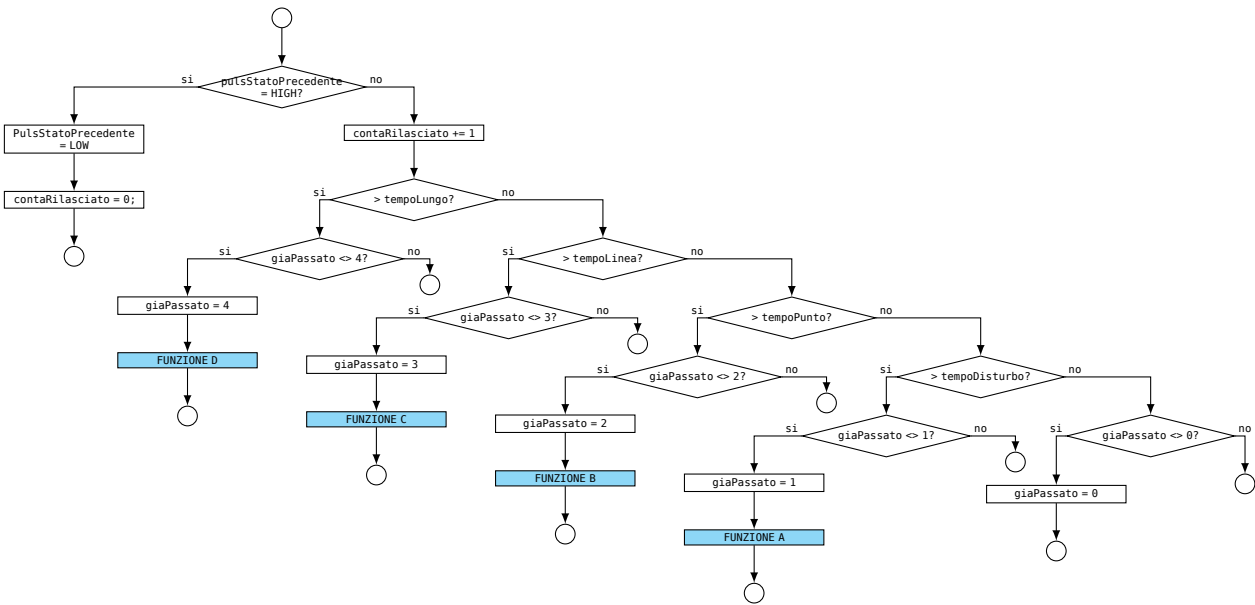 pulsStatoPrecedente
= HIGH?
si
no
PulsStatoPrecedente
= LOW
contaRilasciato += 1
contaRilasciato = 0;
si
> tempoLungo?
no
si
giaPassato <> 4?
no
si
> tempoLinea?
no
giaPassato = 4
si
giaPassato <> 3?
no
si
> tempoPunto?
no
FUNZIONE D
giaPassato = 3
si
giaPassato <> 2?
no
si
> tempoDisturbo?
no
FUNZIONE C
giaPassato = 2
si
giaPassato <> 1?
no
si
giaPassato <> 0?
no
FUNZIONE B
giaPassato = 1
giaPassato = 0
FUNZIONE A